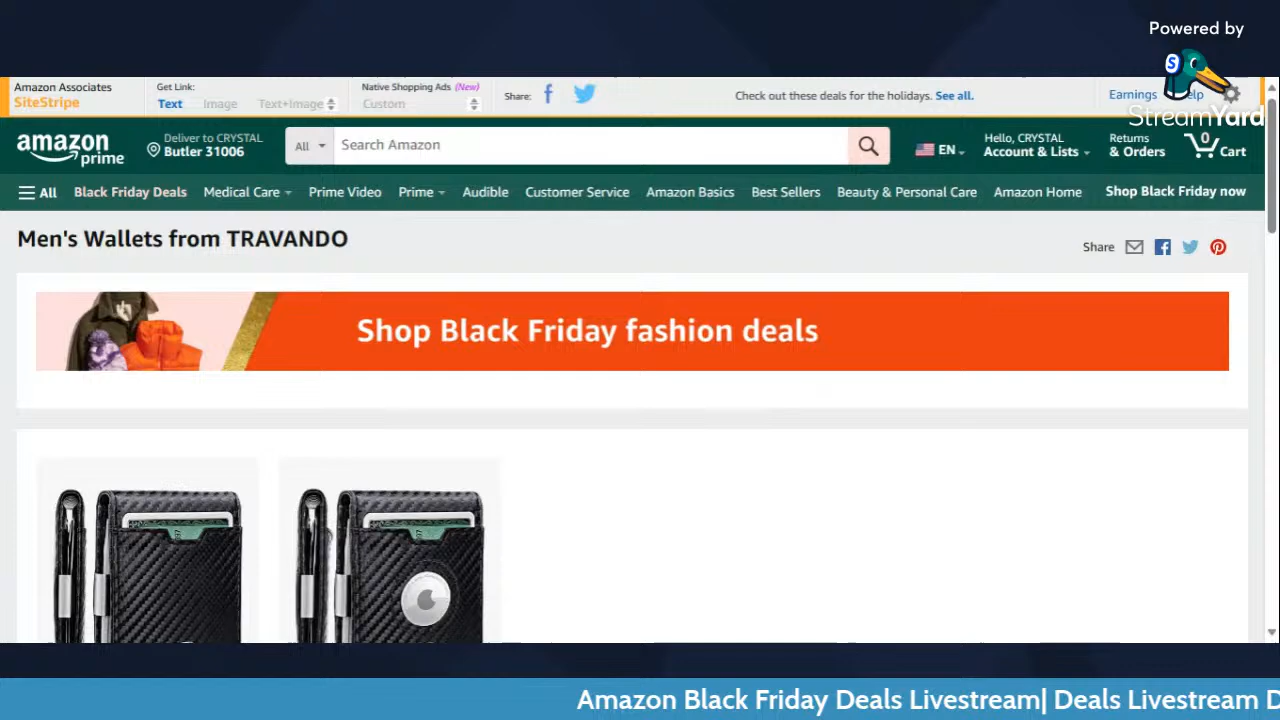 Powered by
StreamYard
Amazon Associates
SiteStripe
Get Link:
Text Image Text+Image
Native Shopping Ads (New)
Custom
Share:
Check out these deals for the holidays. See all.
Earnings
amazon
prime
Deliver to CRYSTAL
Butler 31006
All
Search Amazon
EN
Hello, CRYSTAL
Account & Lists
Returns
& Orders
0
Cart
All Black Friday Deals Medical Care Prime Video Prime Audible Customer Service Amazon Basics Best Sellers Beauty & Personal Care Amazon Home Shop Black Friday now
Men's Wallets from TRAVANDO
Share
Shop Black Friday fashion deals
Amazon Black Friday Deals Livestream| Deals Livestream D